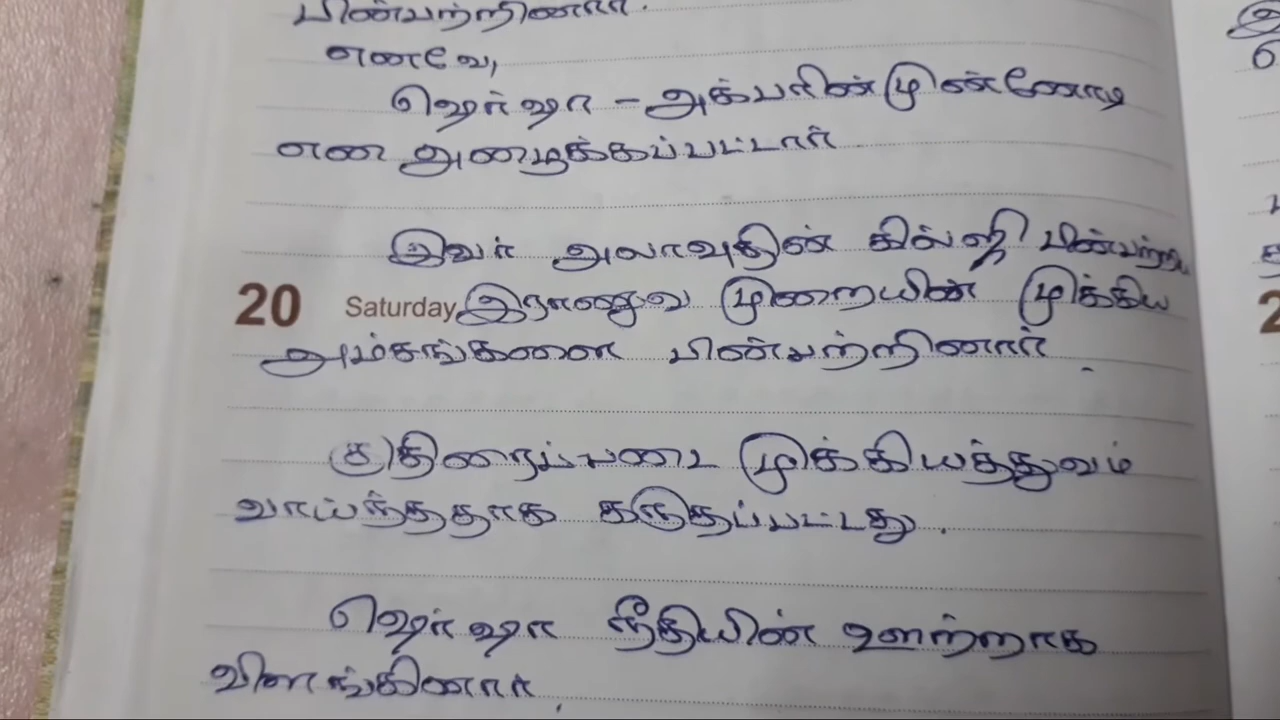 பின்பற்றினார்.
எனவே,
ஷெர்ஷா - அக்பரின் முன்னோடி
என அழைக்கப்பட்டார்
இவர் அலாவுதின் கில்ஜி பின்பற்றிய
20 Saturday இராணுவ முறையின் முக்கிய
அம்சங்களை பின்பற்றினார்.
குதிரைப்படை முக்கியத்துவம்
வாய்ந்ததாக கருதப்பட்டது.
ஷெர்ஷா நீதியின் ஊற்றாக
விளங்கினார்.